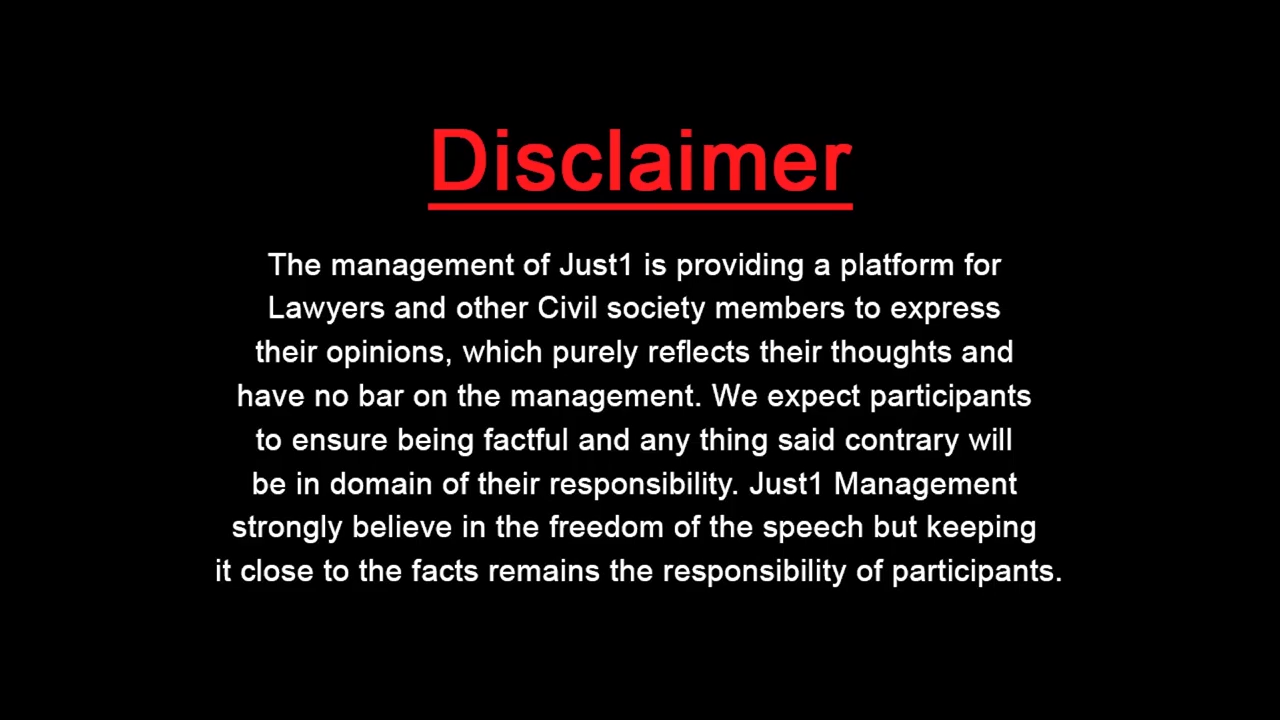 Disclaimer
The management of Just1 is providing a platform for
Lawyers and other Civil society members to express
their opinions, which purely reflects their thoughts and
have no bar on the management. We expect participants
to ensure being factful and any thing said contrary will
be in domain of their responsibility. Just1 Management
strongly believe in the freedom of the speech but keeping
it close to the facts remains the responsibility of participants.